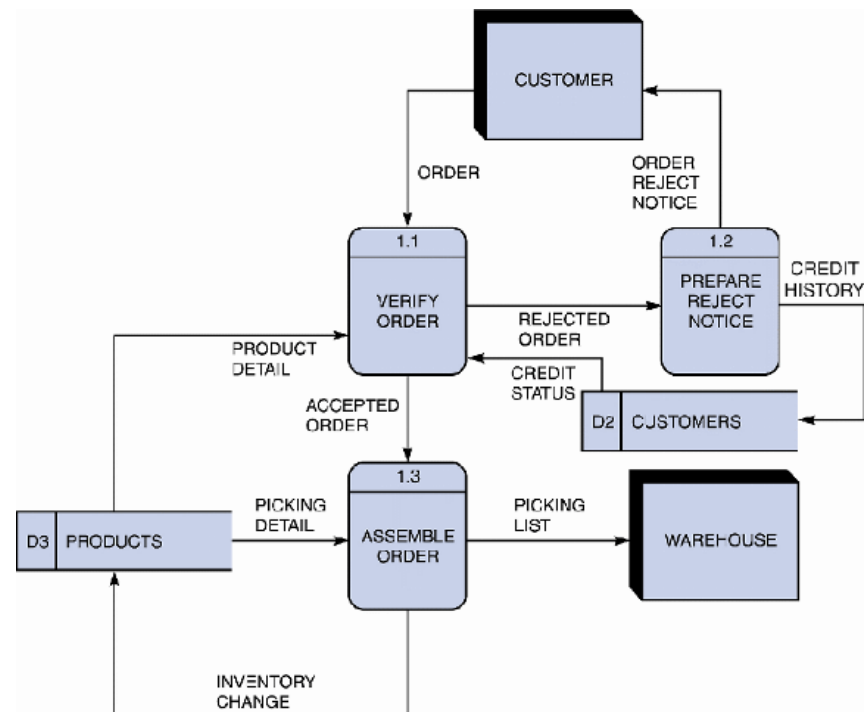 CUSTOMER
ORDER
ORDER
REJECT
NOTICE
1.1
VERIFY
ORDER
1.2
PREPARE
REJECT
NOTICE
CREDIT
HISTORY
REJECTED
ORDER
PRODUCT
DETAIL
CREDIT
STATUS
ACCEPTED
ORDER
D2
CUSTOMERS
1.3
ASSEMBLE
ORDER
PICKING
DETAIL
PICKING
LIST
D3
PRODUCTS
WAREHOUSE
INVENTORY
CHANGE